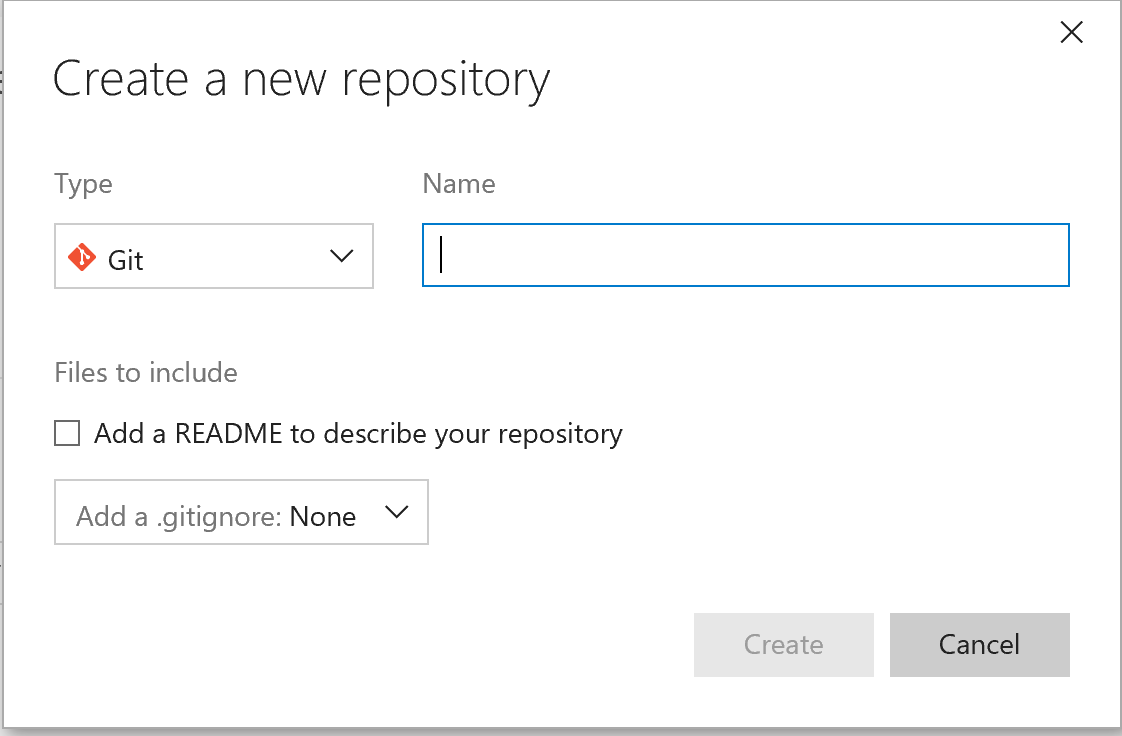 Create a new repository
Type
Name
Git
Files to include
Add a README to describe your repository
Add a .gitignore: None
Create
Cancel